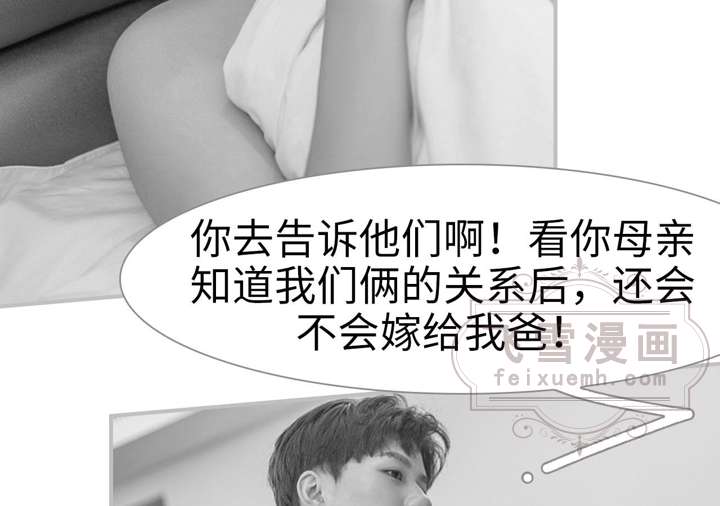 你去告诉他们啊！看你母亲
知道我们俩的关系后，还会
不会嫁给我爸！
飞雪漫画
feixuemh.com